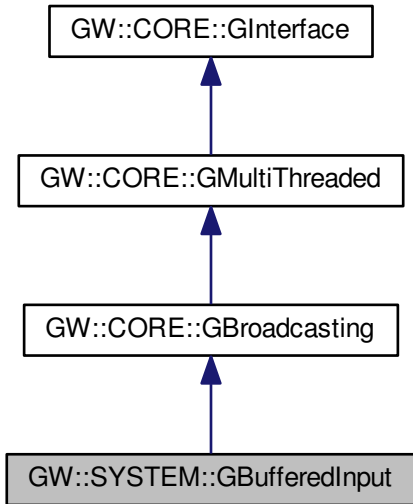 GW::CORE::GInterface
GW::CORE::GMultiThreaded
GW::CORE::GBroadcasting
GW::SYSTEM::GBufferedInput